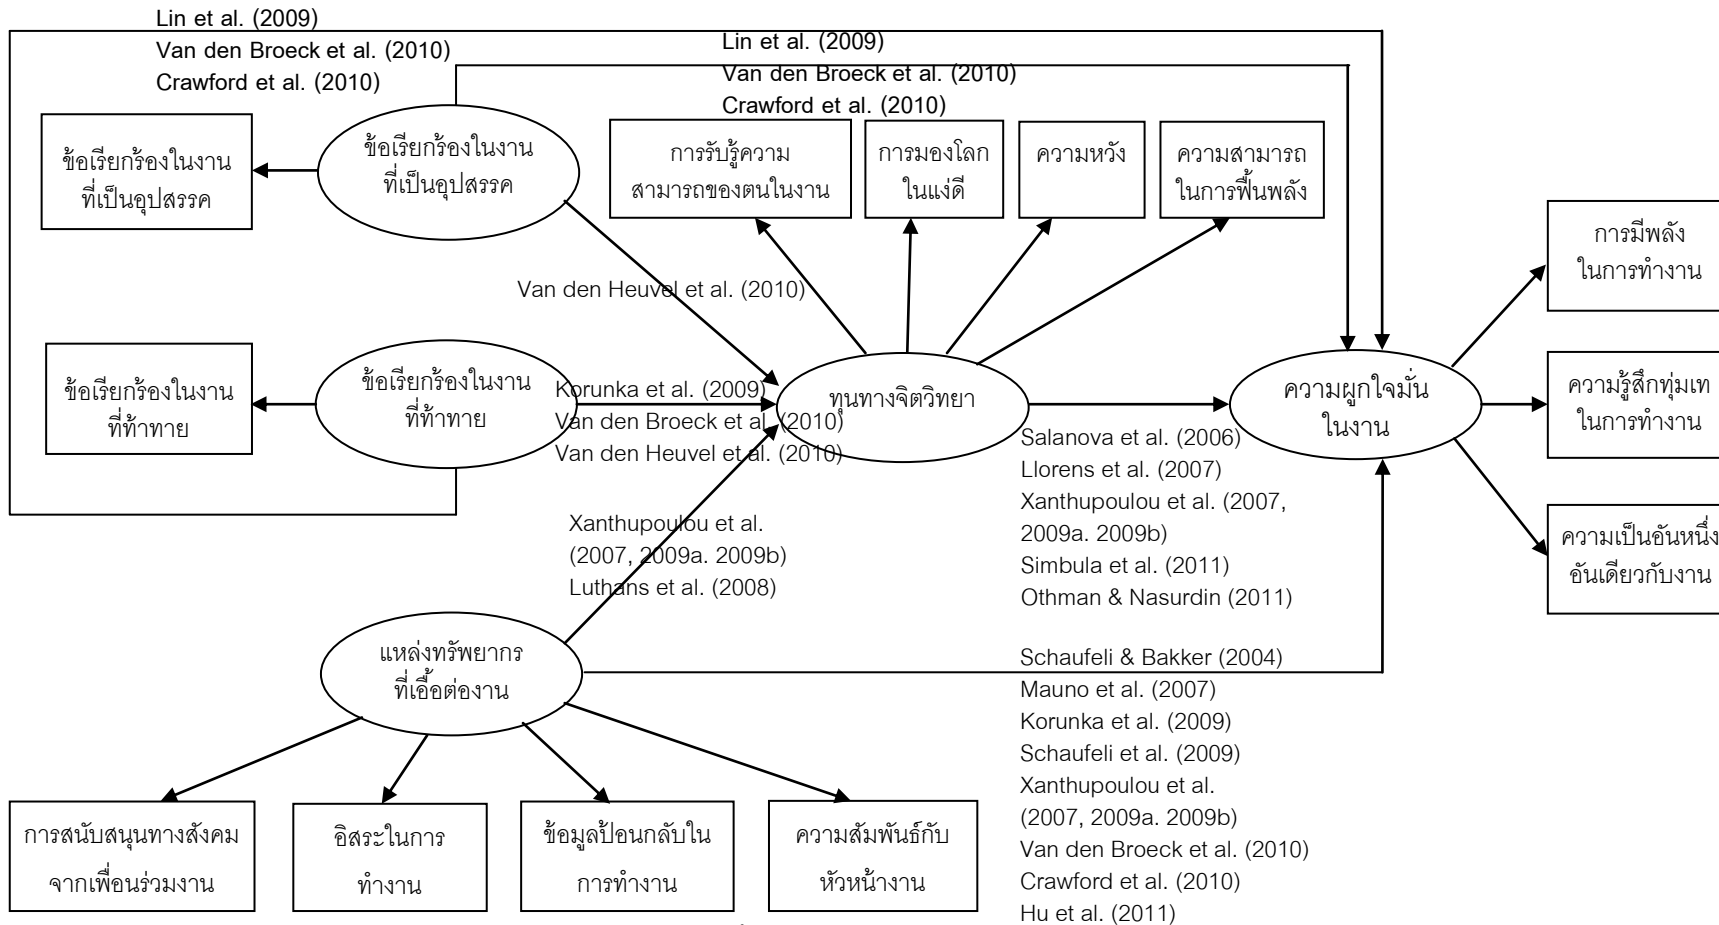 Lin et al. (2009)
Van den Broeck et al. (2010)
Crawford et al. (2010)
Lin et al. (2009)
Van den Broeck et al. (2010)
Crawford et al. (2010)
ข้อเรียกร้องในงาน
ที่เป็นอุปสรรค
ข้อเรียกร้องในงาน
ที่เป็นอุปสรรค
การรับรู้ความ
สามารถของตนในงาน
การมองโลก
ในแง่ดี
ความหวัง
ความสามารถ
ในการฟื้นพลัง
การมีพลัง
ในการทำงาน
Van den Heuvel et al. (2010)
ข้อเรียกร้องในงาน
ที่ท้าทาย
ข้อเรียกร้องในงาน
ที่ท้าทาย
Korunka et al. (2009)
Van den Broeck et al. (2010)
Van den Heuvel et al. (2010)
ทุนทางจิตวิทยา
ความผูกใจมั่น
ในงาน
ความรู้สึกทุ่มเท
ในการทำงาน
Salanova et al. (2006)
Llorens et al. (2007)
Xanthupoulou et al. (2007,
2009a. 2009b)
Simbula et al. (2011)
Othman & Nasurdin (2011)
ความเป็นอันหนึ่ง
อันเดียวกับงาน
Xanthupoulou et al.
(2007, 2009a. 2009b)
Luthans et al. (2008)
แหล่งทรัพยากร
ที่เอื้อต่องาน
Schaufeli & Bakker (2004)
Mauno et al. (2007)
Korunka et al. (2009)
Schaufeli et al. (2009)
Xanthupoulou et al.
(2007, 2009a. 2009b)
Van den Broeck et al. (2010)
Crawford et al. (2010)
Hu et al. (2011)
การสนับสนุนทางสังคม
จากเพื่อนร่วมงาน
อิสระในการ
ทำงาน
ข้อมูลป้อนกลับใน
การทำงาน
ความสัมพันธ์กับ
หัวหน้างาน